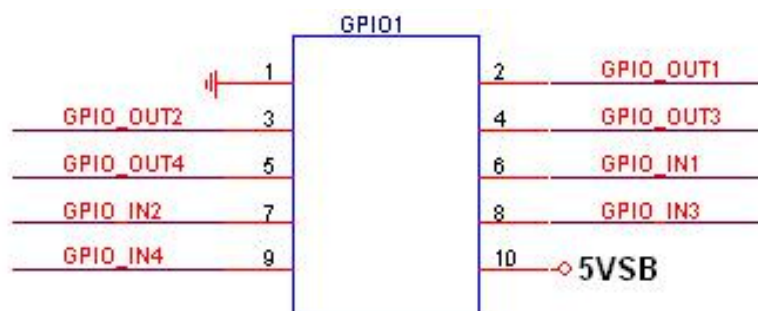 GPIO1
1 2 GPIO_OUT1
GPIO_OUT2 3 4 GPIO_OUT3
GPIO_OUT4 5 6 GPIO_IN1
GPIO_IN2 7 8 GPIO_IN3
GPIO_IN4 9 10 5VSB